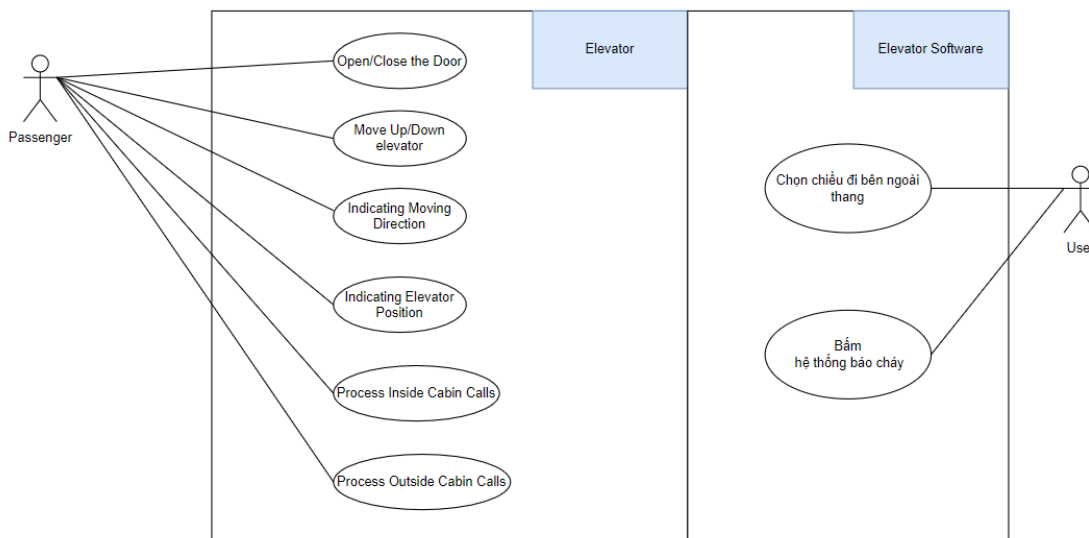 Elevator
Elevator Software
Open/Close the Door
Passenger
Move Up/Down
elevator
Chọn chiều đi bên ngoài
thang
Indicating Moving
Direction
Use
Indicating Elevator
Position
Bấm
hệ thống báo cháy
Process Inside Cabin Calls
Process Outside Cabin Calls